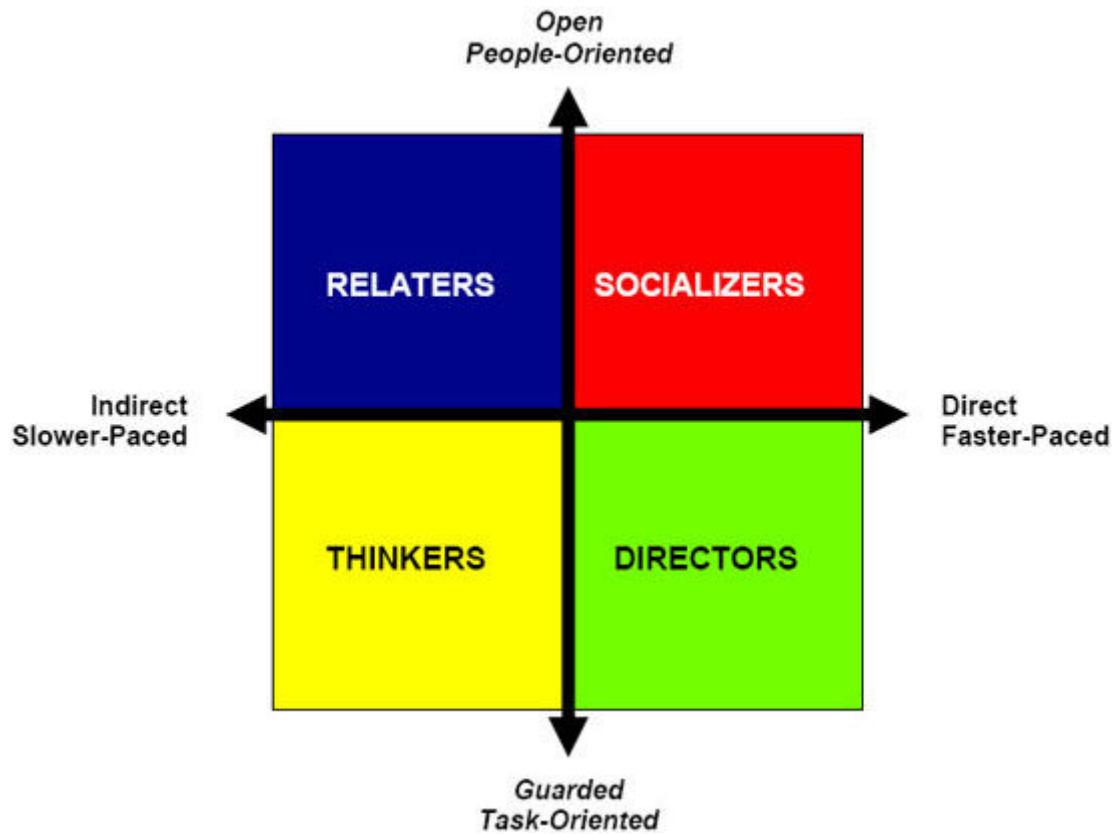 Open
People-Oriented
RELATERS
SOCIALIZERS
Indirect
Slower-Paced
Direct
Faster-Paced
THINKERS
DIRECTORS
Guarded
Task-Oriented